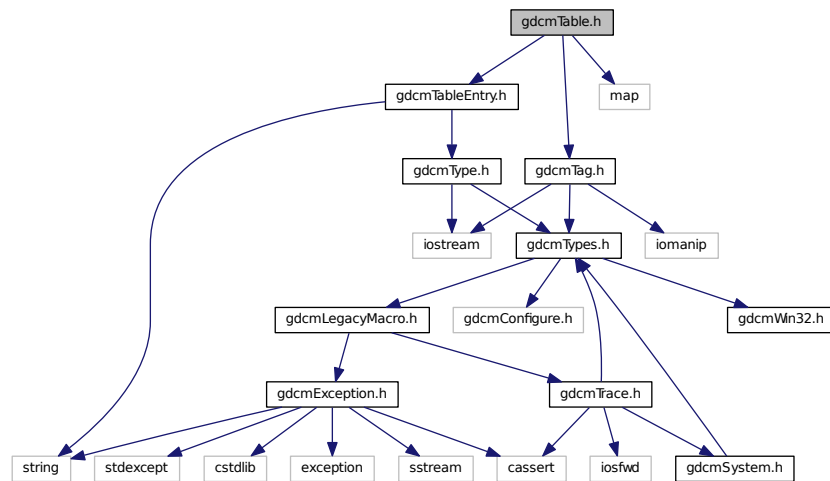 gdcmTable.h
gdcmTableEntry.h
map
gdcmType.h
gdcmTag.h
iostream
gdcmTypes.h
iomanip
gdcmLegacyMacro.h
gdcmConfigure.h
gdcmWin32.h
gdcmException.h
gdcmTrace.h
string
stdexcept
cstdlib
exception
sstream
cassert
iosfwd
gdcmSystem.h